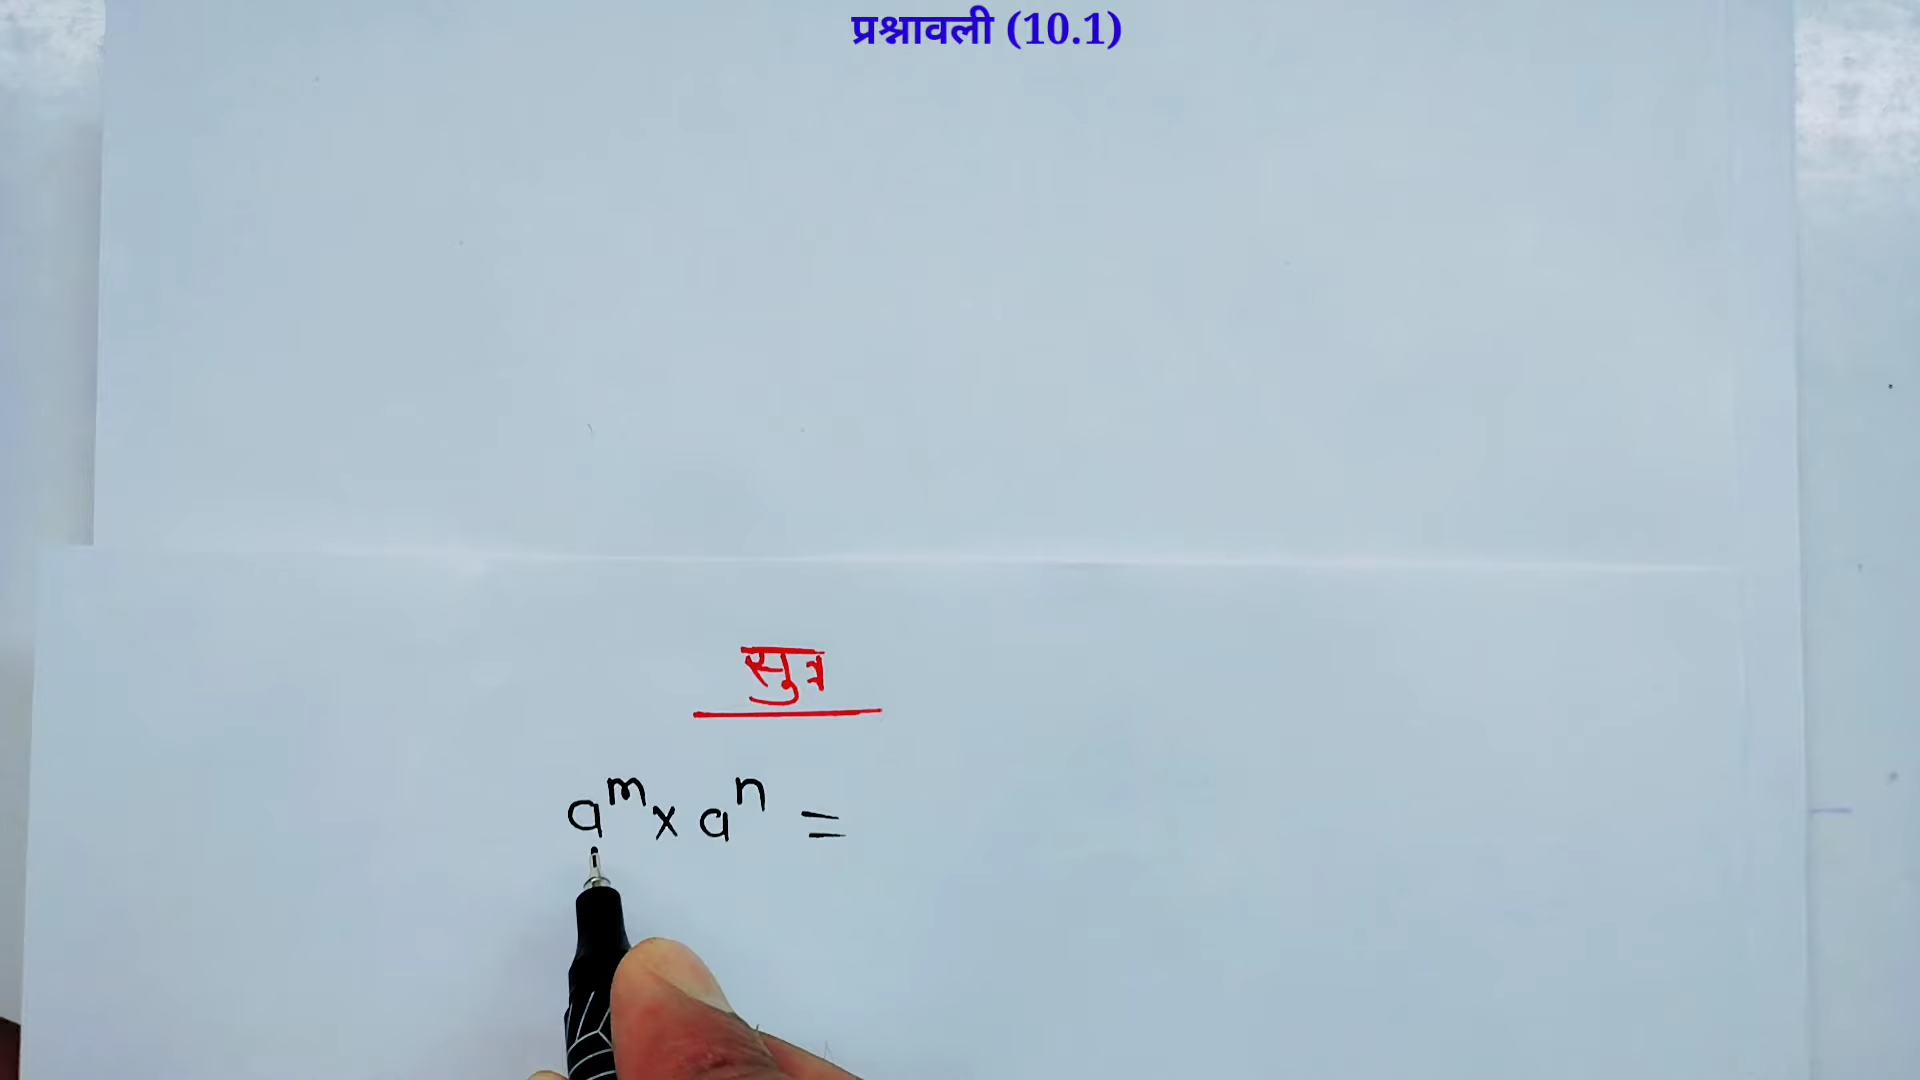 प्रश्नावली (10.1)
सुत्र
a^m × a^n =